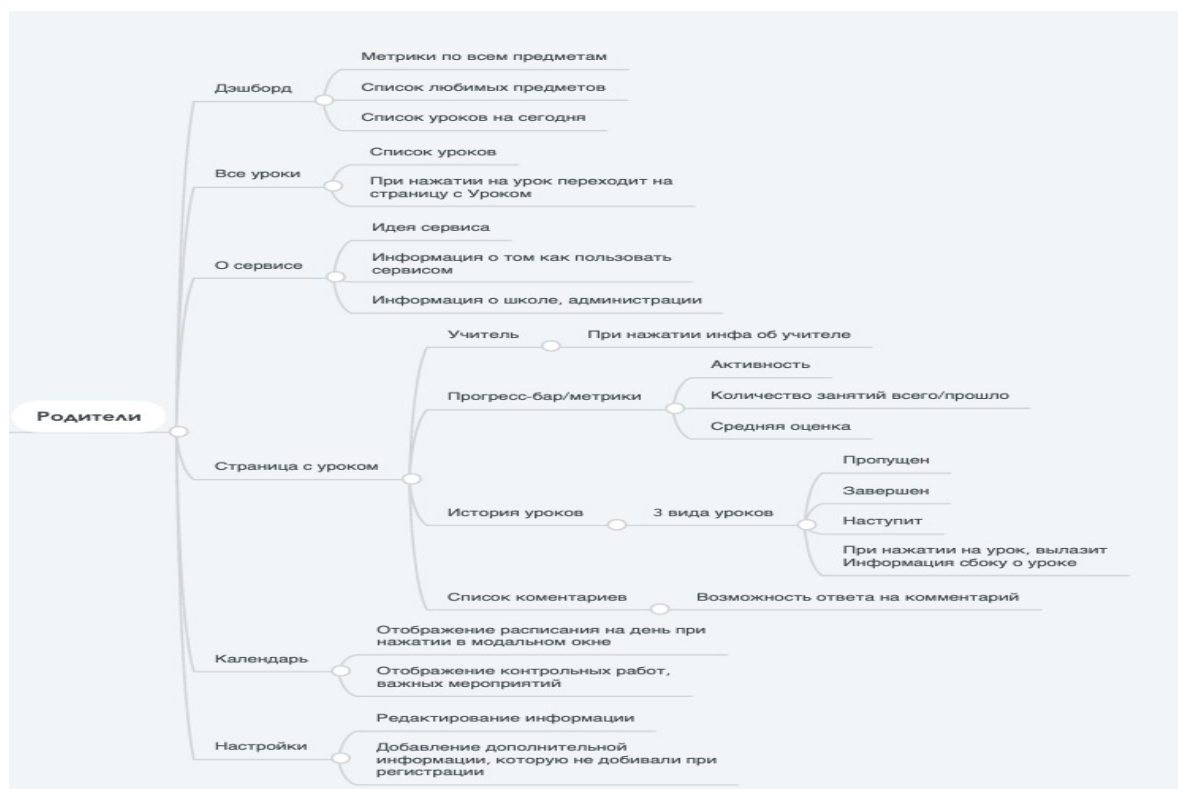 Родители
Дэшборд
Метрики по всем предметам
Список любимых предметов
Список уроков на сегодня
Все уроки
Список уроков
При нажатии на урок переходит на
страницу с Уроком
О сервисе
Идея сервиса
Информация о том как пользовать
сервисом
Информация о школе, администрации
Страница с уроком
Учитель
При нажатии инфа об учителе
Прогресс-бар/метрики
Активность
Количество занятий всего/прошло
Средняя оценка
История уроков
3 вида уроков
Пропущен
Завершен
Наступит
При нажатии на урок, вылазит
Информация сбоку о уроке
Список коментариев
Возможность ответа на комментарий
Календарь
Отображение расписания на день при
нажатии в модальном окне
Отображение контрольных работ,
важных мероприятий
Настройки
Редактирование информации
Добавление дополнительной
информации, которую не добивали при
регистрации